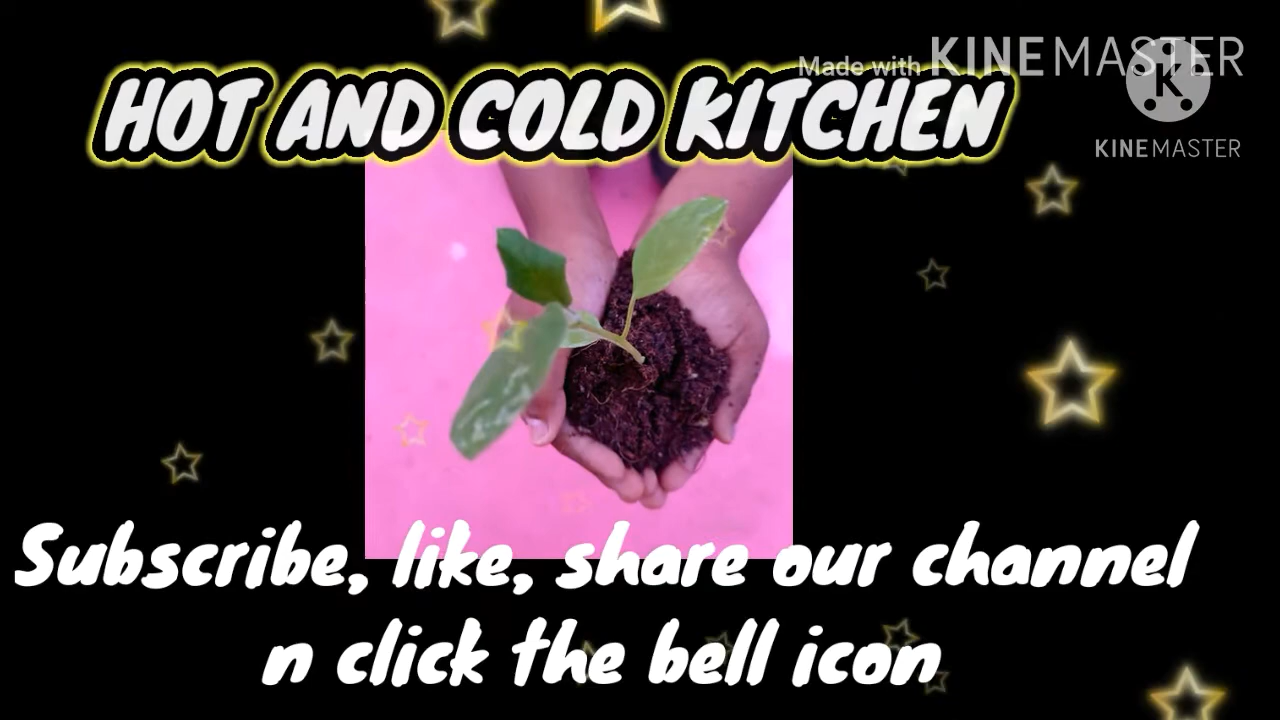 Made with KINEMASTER
HOT AND COLD KITCHEN
K
KINEMASTER
Subscribe, like, share our channel
n click the bell icon